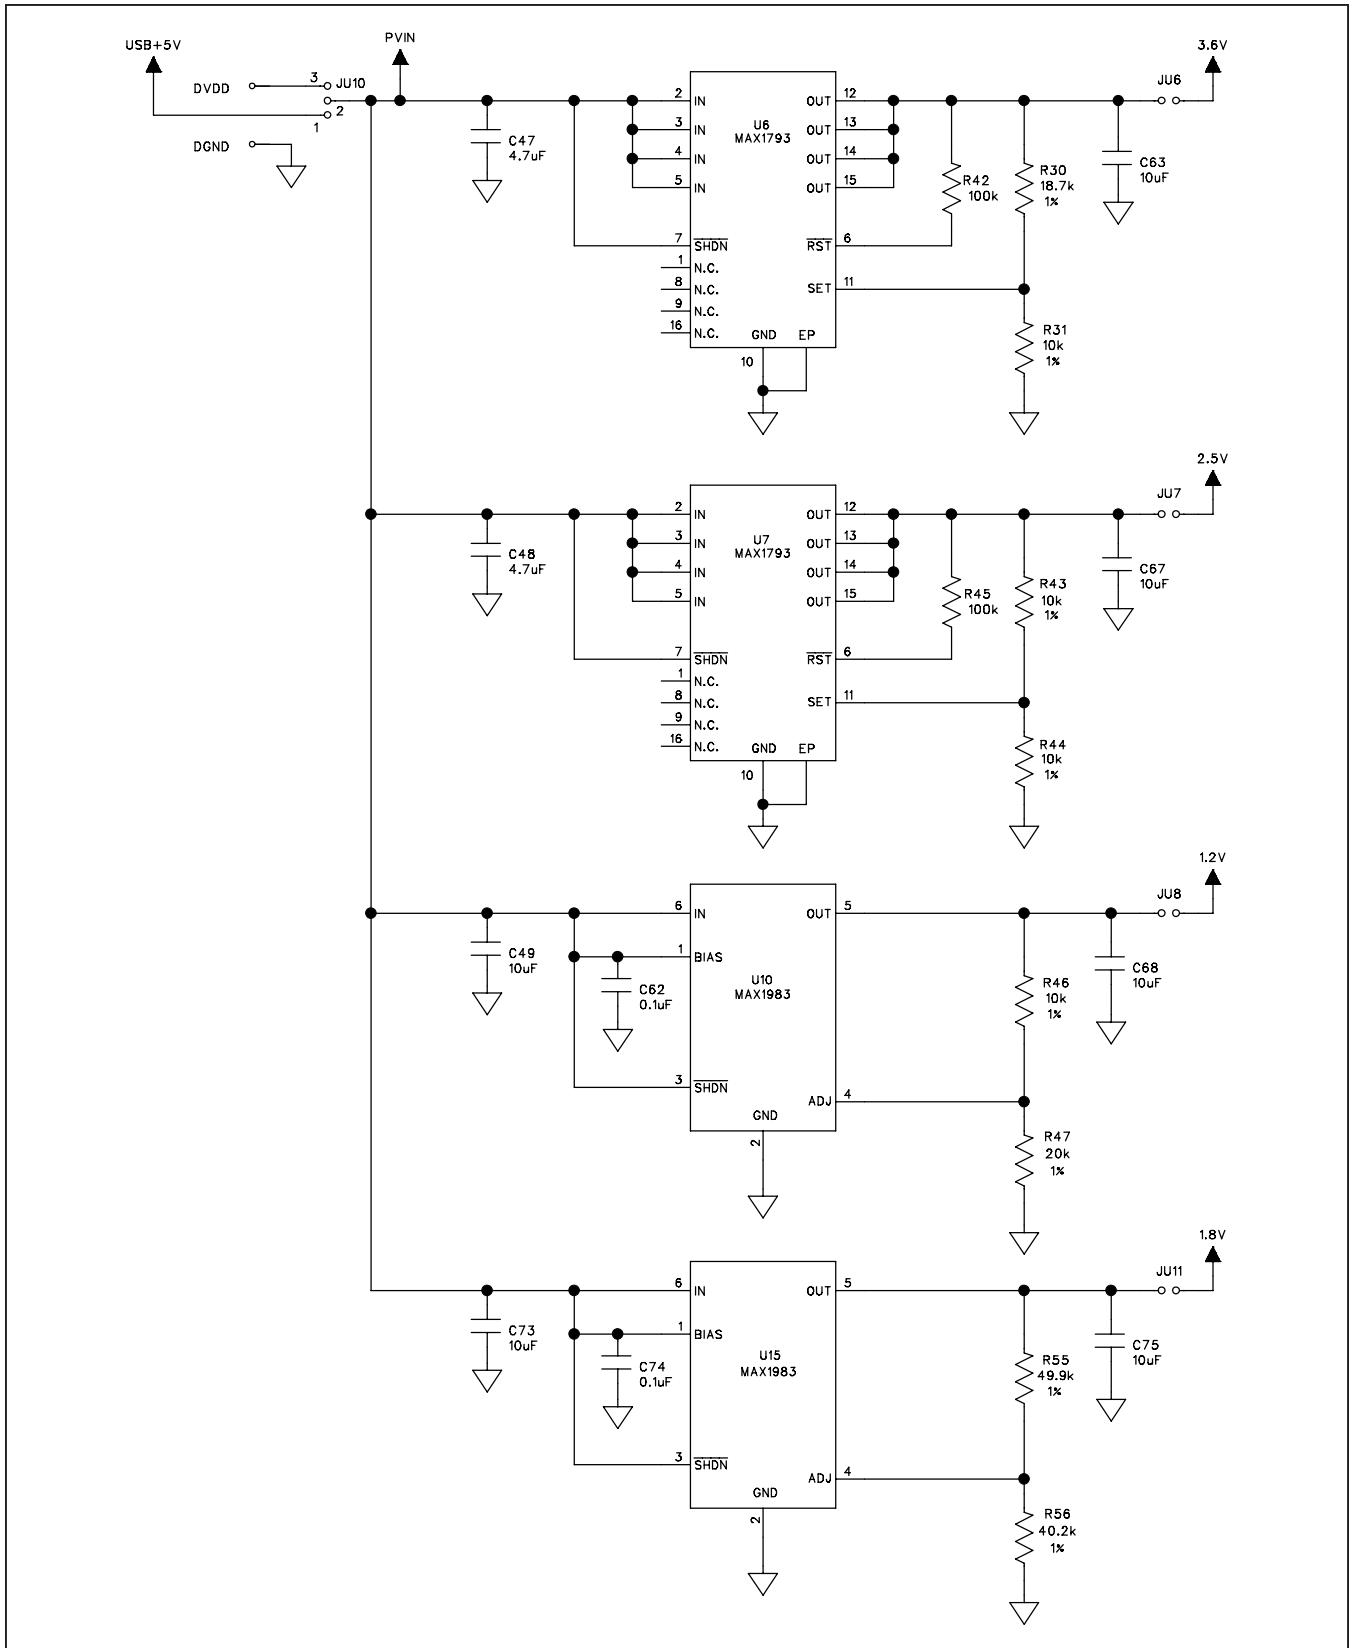 USB+5V
PVIN
3.6V
DVDD
3
JU10
2
1
DGND
JU6
C47
4.7uF
2
IN
3
IN
4
IN
5
IN
7
SHDN
1
N.C.
8
N.C.
9
N.C.
16
N.C.
U6
MAX1793
OUT
12
OUT
13
OUT
14
OUT
15
RST
6
SET
11
GND
EP
10
R42
100k
R30
18.7k
1%
C63
10uF
R31
10k
1%
2.5V
JU7
C48
4.7uF
2
IN
3
IN
4
IN
5
IN
7
SHDN
1
N.C.
8
N.C.
9
N.C.
16
N.C.
U7
MAX1793
OUT
12
OUT
13
OUT
14
OUT
15
RST
6
SET
11
GND
EP
10
R45
100k
R43
10k
1%
C67
10uF
R44
10k
1%
1.2V
JU8
C49
10uF
C62
0.1uF
6
IN
1
BIAS
3
SHDN
U10
MAX1983
OUT
5
ADJ
4
GND
2
R46
10k
1%
C68
10uF
R47
20k
1%
1.8V
JU11
C73
10uF
C74
0.1uF
6
IN
1
BIAS
3
SHDN
U15
MAX1983
OUT
5
ADJ
4
GND
2
R55
49.9k
1%
C75
10uF
R56
40.2k
1%